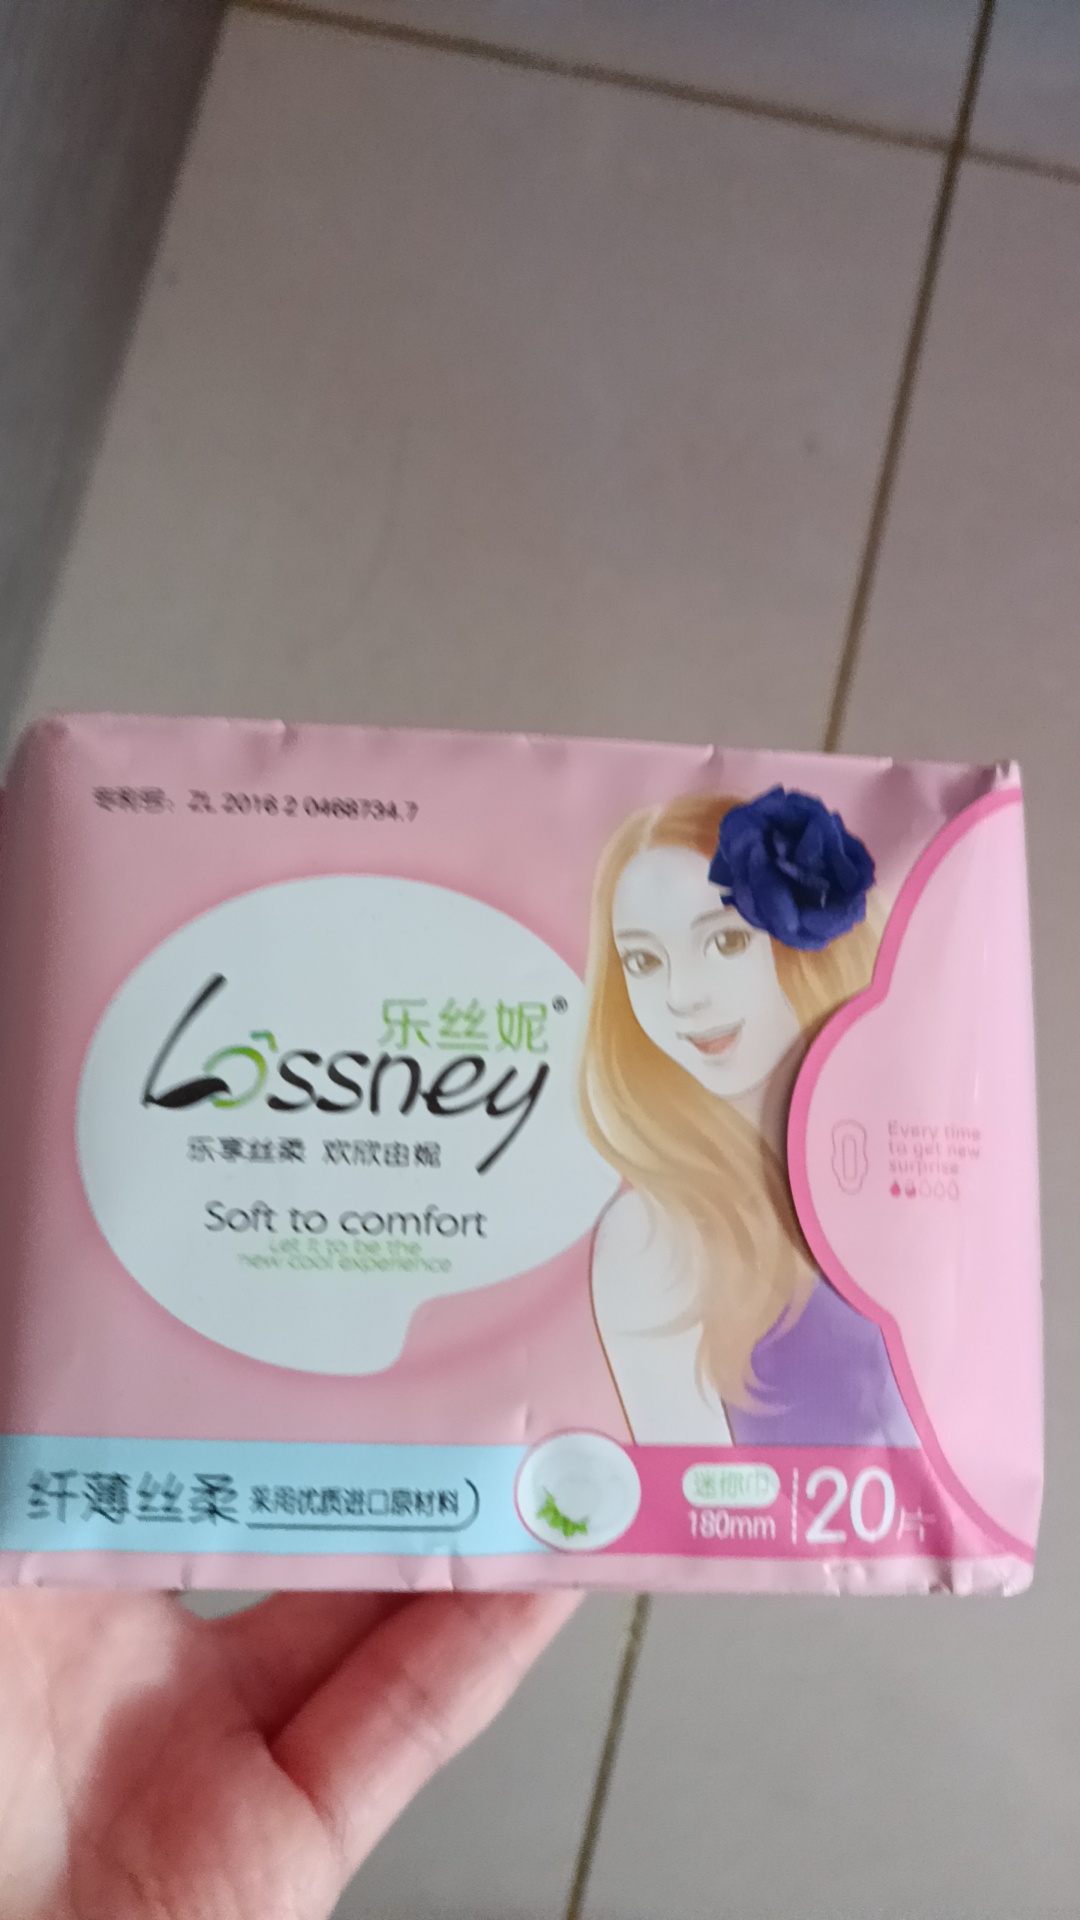 专利号：ZL 2016 2 0468734.7
乐丝妮®
Lossney
乐享丝柔 欢欣由妮
Soft to comfort
Let it to be the
new cool experience
Every time
to get new
surprise
纤薄丝柔 采用优质进口原材料
迷你巾
180mm
20片